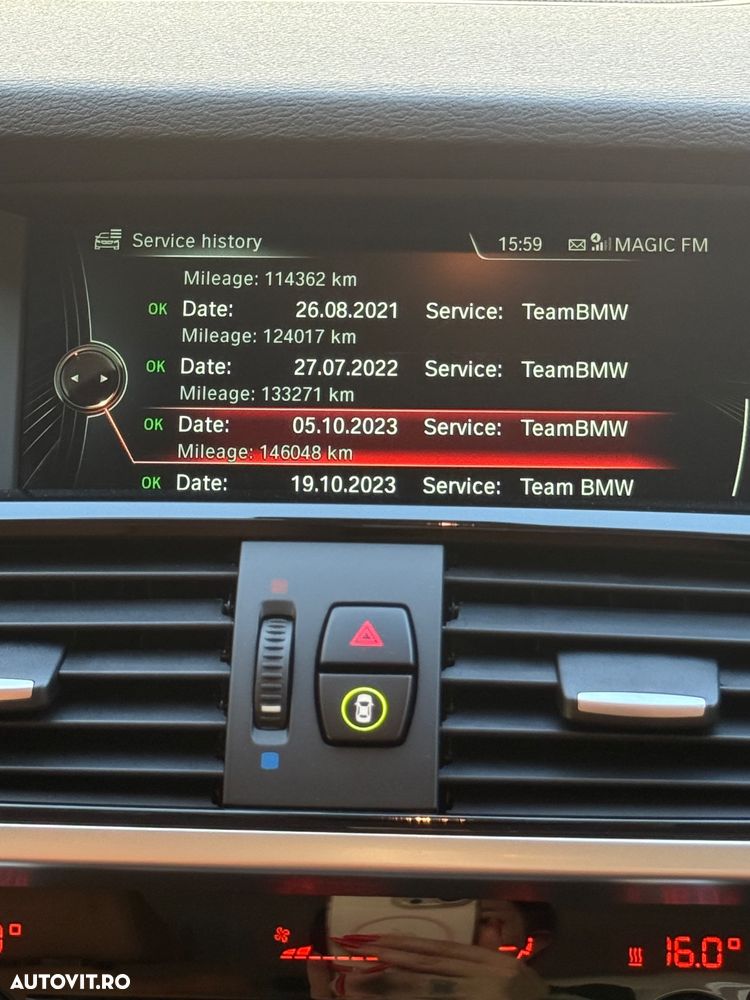 Service history 15:59 MAGIC FM
Mileage: 114362 km
OK Date: 26.08.2021 Service: TeamBMW
Mileage: 124017 km
OK Date: 27.07.2022 Service: TeamBMW
Mileage: 133271 km
OK Date: 05.10.2023 Service: TeamBMW
Mileage: 146048 km
OK Date: 19.10.2023 Service: Team BMW
16.0°
AUTOVIT.RO